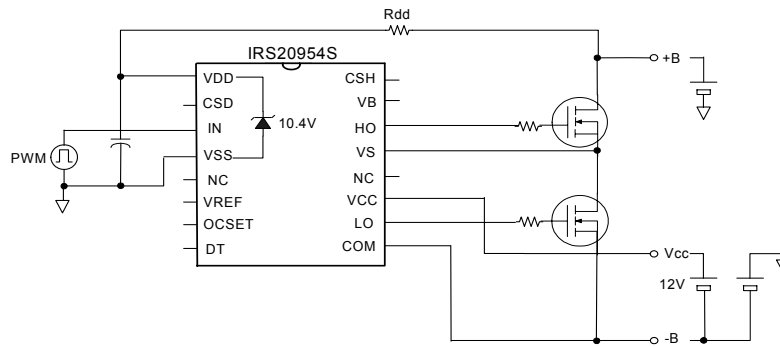 Rdd
IRS20954S
VDD
CSH
+B
CSD
VB
10.4V
IN
HO
PWM
VSS
VS
NC
NC
VREF
VCC
OCSET
LO
DT
COM
Vcc
12V
-B